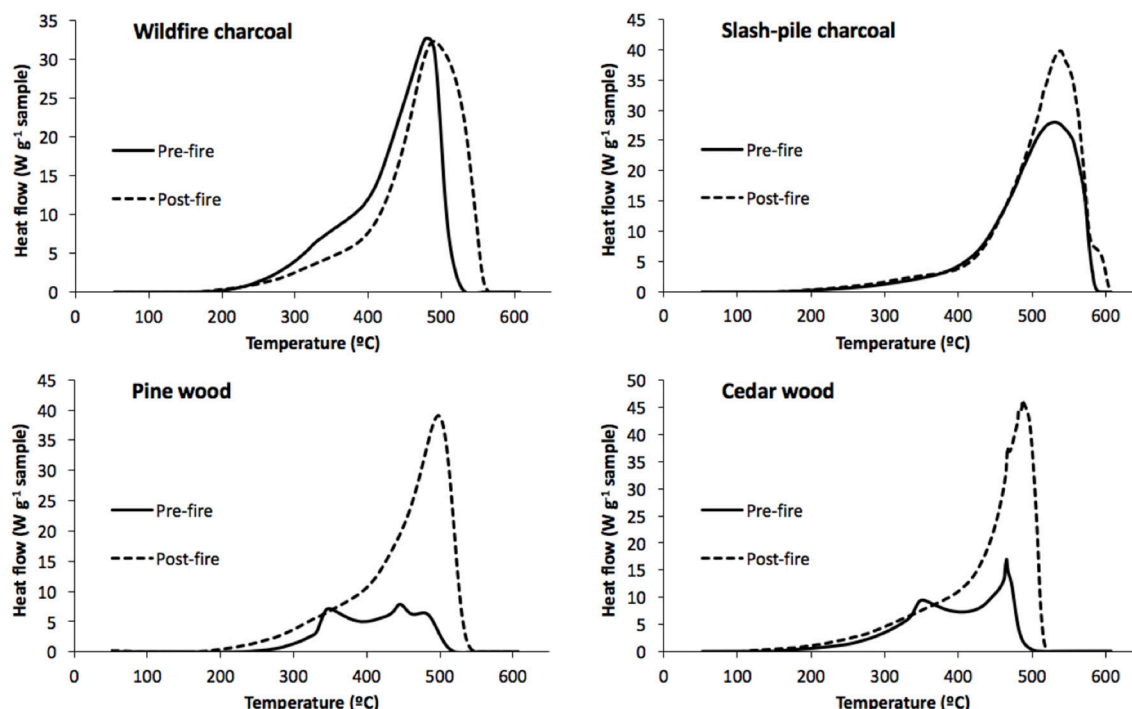 Wildfire charcoal
Heat flow (W g⁻¹ sample)
35
30
25
20
15
10
5
0
Pre-fire
Post-fire
0 100 200 300 400 500 600
Temperature (ºC)
Slash-pile charcoal
Heat flow (W g⁻¹ sample)
45
40
35
30
25
20
15
10
5
0
Pre-fire
Post-fire
0 100 200 300 400 500 600
Temperature (ºC)
Pine wood
Heat flow (W g⁻¹ sample)
45
40
35
30
25
20
15
10
5
0
Pre-fire
Post-fire
0 100 200 300 400 500 600
Temperature (ºC)
Cedar wood
Heat flow (W g⁻¹ sample)
50
45
40
35
30
25
20
15
10
5
0
Pre-fire
Post-fire
0 100 200 300 400 500 600
Temperature (ºC)